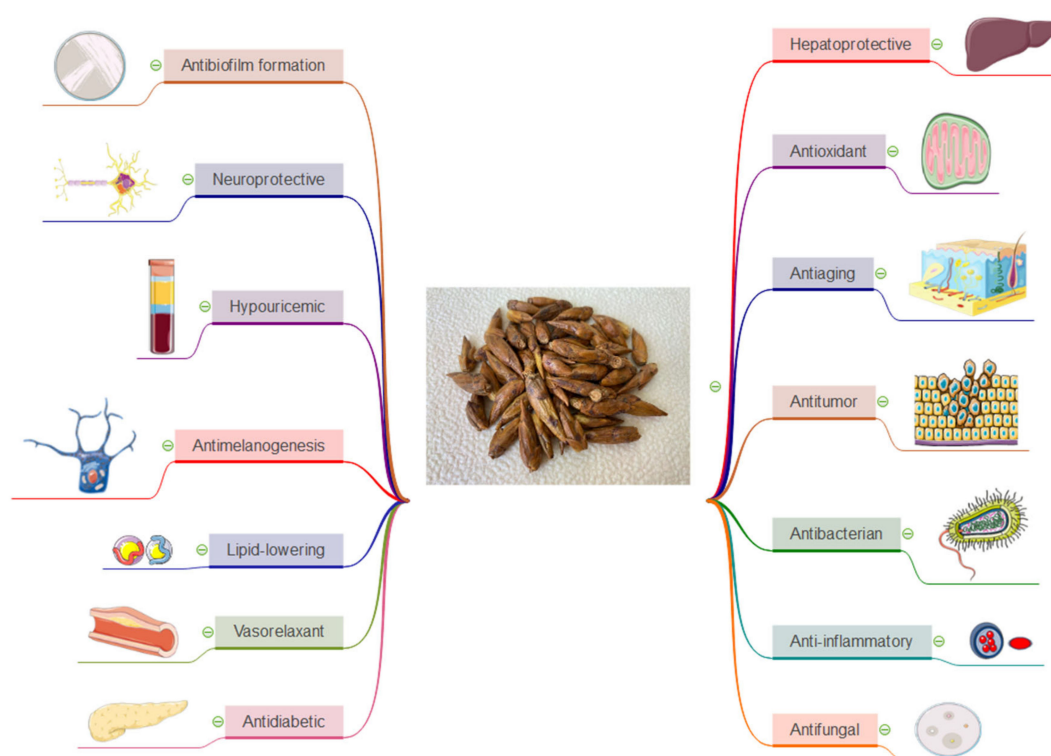 Antibiofilm formation
Neuroprotective
Hypouricemic
Antimelanogenesis
Lipid-lowering
Vasorelaxant
Antidiabetic
Hepatoprotective
Antioxidant
Antiaging
Antitumor
Antibacterian
Anti-inflammatory
Antifungal